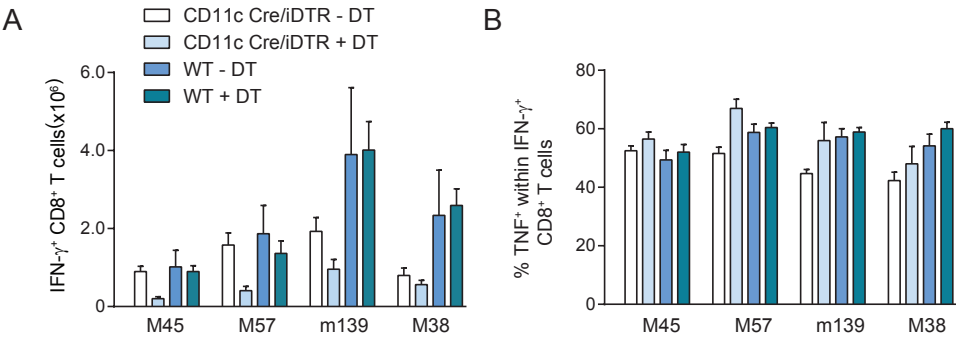 A
CD11c Cre/iDTR - DT
CD11c Cre/iDTR + DT
WT - DT
WT + DT
IFN-γ⁺ CD8⁺ T cells(x10⁶)
6.0
4.0
2.0
0
M45 M57 m139 M38
B
% TNF⁺ within IFN-γ⁺
CD8⁺ T cells
80
60
40
20
0
M45 M57 m139 M38